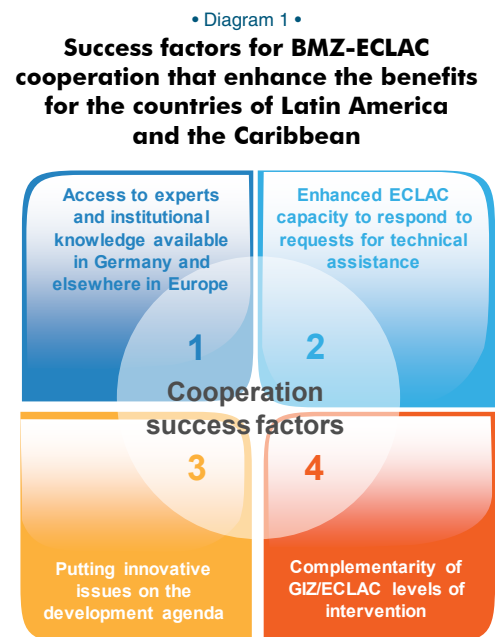 • Diagram 1 •
Success factors for BMZ-ECLAC
cooperation that enhance the benefits
for the countries of Latin America
and the Caribbean
Access to experts
and institutional
knowledge available
in Germany and
elsewhere in Europe
Enhanced ECLAC
capacity to respond to
requests for technical
assistance
1
2
Cooperation
success factors
3
4
Putting innovative
issues on the
development agenda
Complementarity of
GIZ/ECLAC levels of
intervention